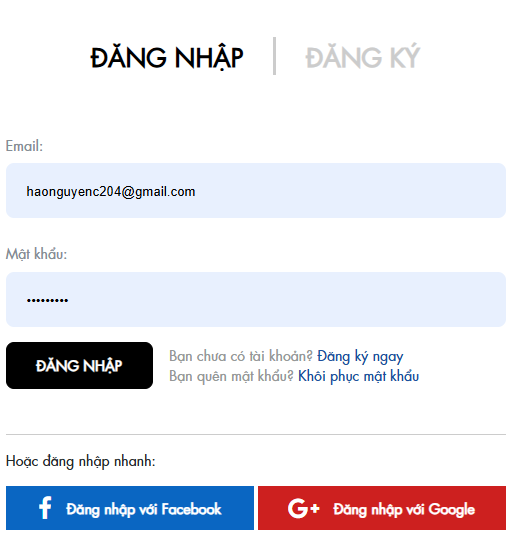 ĐĂNG NHẬP ĐĂNG KÝ
Email:
haonguyenc204@gmail.com
Mật khẩu:
•••••••••
ĐĂNG NHẬP
Bạn chưa có tài khoản? Đăng ký ngay
Bạn quên mật khẩu? Khôi phục mật khẩu
Hoặc đăng nhập nhanh:
Đăng nhập với Facebook
G+ Đăng nhập với Google